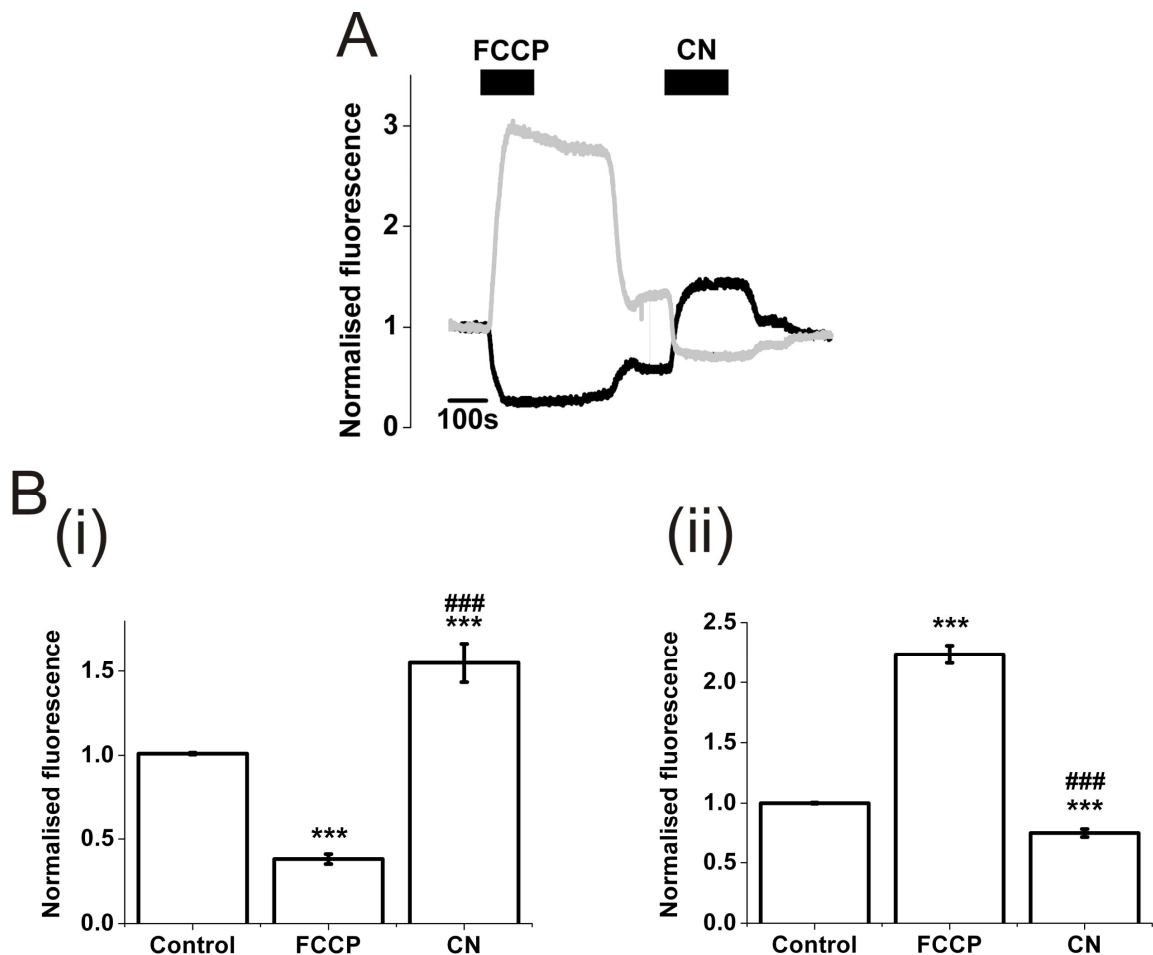 A
FCCP CN
Normalised fluorescence
3
2
1
0
100s
B
(i)
Normalised fluorescence
1.5
1.0
0.5
0.0
***
###
***
Control FCCP CN
(ii)
Normalised fluorescence
2.5
2.0
1.5
1.0
0.5
0.0
***
###
***
Control FCCP CN